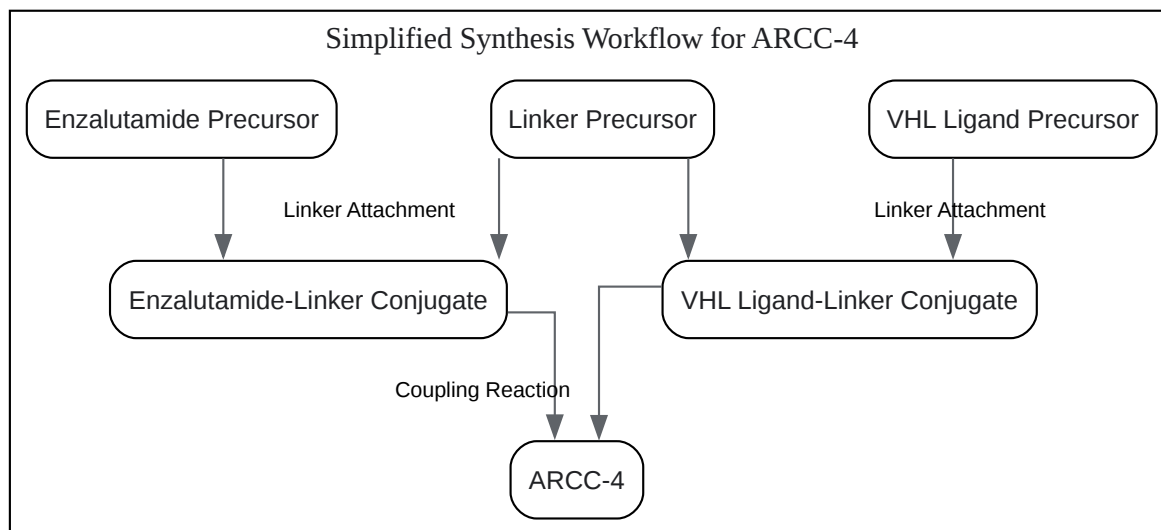 Simplified Synthesis Workflow for ARCC-4
Enzalutamide Precursor
Linker Precursor
VHL Ligand Precursor
Linker Attachment
Linker Attachment
Enzalutamide-Linker Conjugate
VHL Ligand-Linker Conjugate
Coupling Reaction
ARCC-4